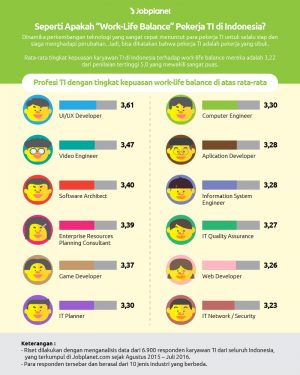 Jobplanet
Seperti Apakah "Work-Life Balance" Pekerja TI di Indonesia?
Dinamika perkembangan teknologi yang sangat cepat menuntut para pekerja TI untuk selalu siap dan
siaga menghadapi perubahan. Jadi, bisa dikatakan bahwa pekerja TI adalah pekerja yang ulet.
Rata-rata tingkat kepuasan karyawan TI di Indonesia terhadap work-life balance mereka adalah 3,22
dari penilaian tertinggi 5,0 yang mewakili sangat puas.
Profesi TI dengan tingkat kepuasan work-life balance di atas rata-rata
3,61
UI/UX Developer
3,47
Video Engineer
3,40
Software Architect
3,39
Enterprise Resources
Planning Consultant
3,37
Game Developer
3,30
IT Planner
3,30
Computer Engineer
3,28
Aplication Developer
3,28
Information System
Engineer
3,27
IT Quality Assurance
3,26
Web Developer
3,23
IT Network / Security
Keterangan :
- Riset dilakukan dengan menganalisis data dari 6.900 responden karyawan TI dari seluruh Indonesia,
yang terkumpul di Jobplanet.com sejak Agustus 2015 – Juli 2016.
- Para responden tersebar dan berasal dari 10 jenis industri yang berbeda.